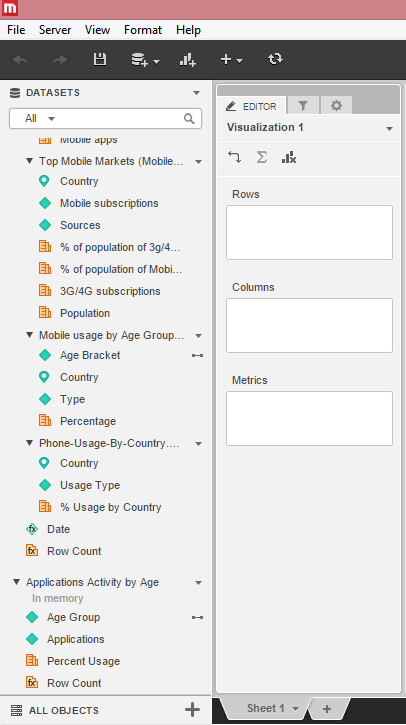 m
File Server View Format Help
DATASETS
All
Mobile apps
Top Mobile Markets (Mobile...
Country
Mobile subscriptions
Sources
% of population of 3g/4...
% of population of Mobi...
3G/4G subscriptions
Population
Mobile usage by Age Group...
Age Bracket
Country
Type
Percentage
Phone-Usage-By-Country....
Country
Usage Type
% Usage by Country
fx Date
fx Row Count
Applications Activity by Age
In memory
Age Group
Applications
Percent Usage
fx Row Count
ALL OBJECTS +
EDITOR
Visualization 1
Σ
Rows
Columns
Metrics
Sheet 1 +